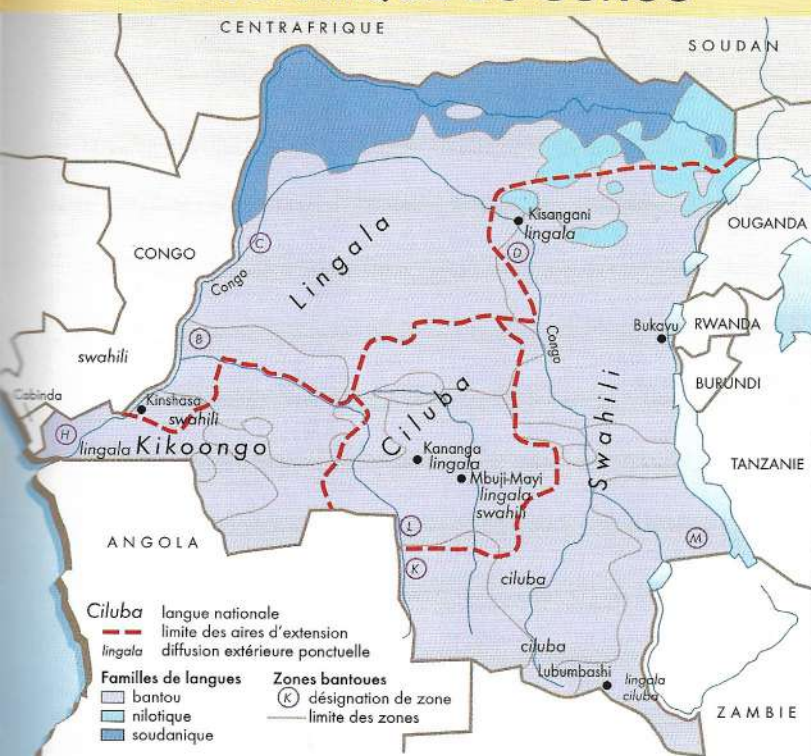 CENTRAFRIQUE
SOUDAN
CONGO
OUGANDA
RWANDA
BURUNDI
TANZANIE
ZAMBIE
ANGOLA
Cabinda
swahili
C
Congo
Lingala
B
Kisangani
lingala
D
Congo
Bukavu
Swahili
Kinshasa
swahili
H
lingala
Kikoongo
Ciluba
Kananga
lingala
Mbuji-Mayi
lingala
swahili
L
K
M
ciluba
ciluba
Lubumbashi
lingala
ciluba
Ciluba langue nationale
limite des aires d'extension
lingala diffusion extérieure ponctuelle
Familles de langues
bantou
nilotique
soudanique
Zones bantoues
K désignation de zone
limite des zones